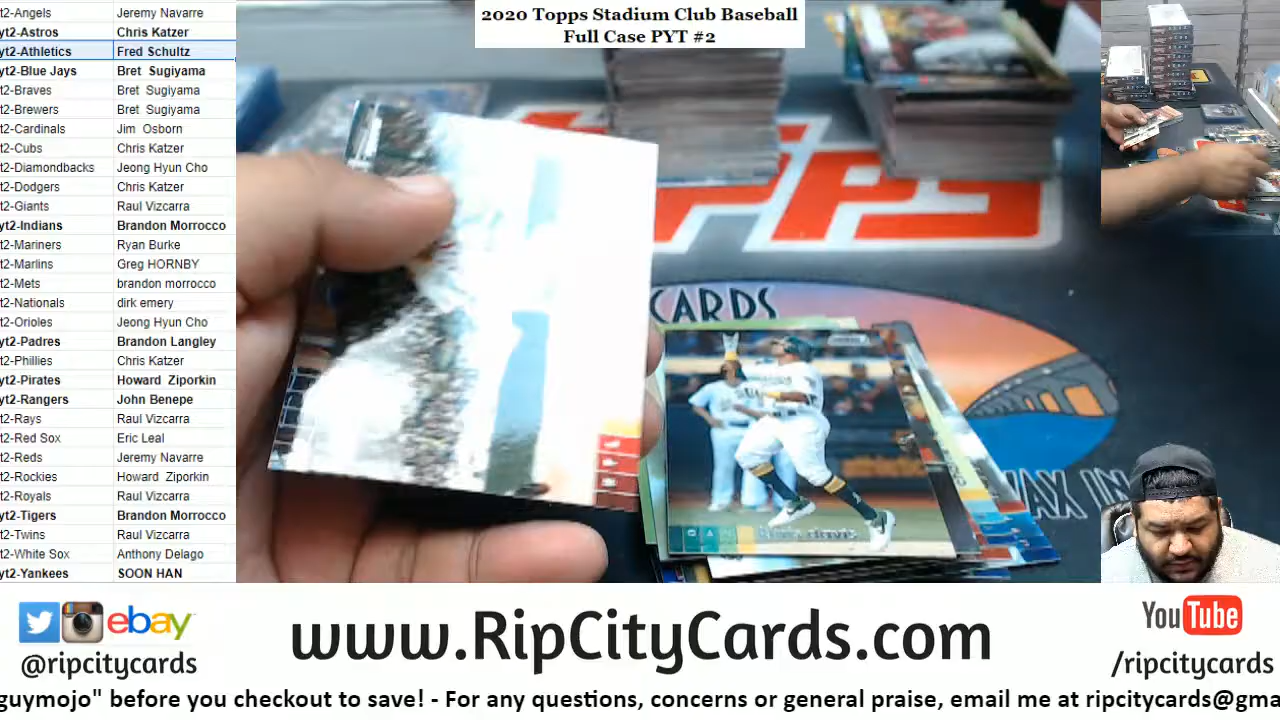 2020 Topps Stadium Club Baseball
Full Case PYT #2
t2-Angels Jeremy Navarre
yt2-Astros Chris Katzer
yt2-Athletics Fred Schultz
yt2-Blue Jays Bret Sugiyama
t2-Braves Bret Sugiyama
t2-Brewers Bret Sugiyama
t2-Cardinals Jim Osborn
t2-Cubs Chris Katzer
t2-Diamondbacks Jeong Hyun Cho
t2-Dodgers Chris Katzer
t2-Giants Raul Vizcarra
yt2-Indians Brandon Morrocco
t2-Mariners Ryan Burke
t2-Marlins Greg HORNBY
t2-Mets brandon morrocco
t2-Nationals dirk emery
t2-Orioles Jeong Hyun Cho
yt2-Padres Brandon Langley
t2-Phillies Chris Katzer
yt2-Pirates Howard Ziporkin
yt2-Rangers John Benepe
t2-Rays Raul Vizcarra
t2-Red Sox Eric Leal
t2-Reds Jeremy Navarre
t2-Rockies Howard Ziporkin
t2-Royals Raul Vizcarra
yt2-Tigers Brandon Morrocco
t2-Twins Raul Vizcarra
t2-White Sox Anthony Delago
yt2-Yankees SOON HAN
CARDS
WAX IN
ebay
@ripcitycards
www.RipCityCards.com
YouTube
/ripcitycards
guymojo" before you checkout to save! - For any questions, concerns or general praise, email me at ripcitycards@gma